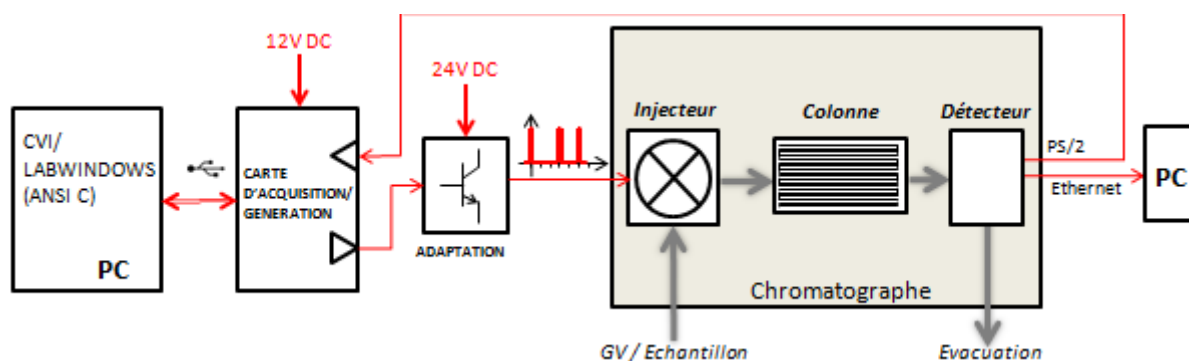 12V DC
24V DC
CVI/
LABWINDOWS
(ANSI C)
PC
CARTE
D'ACQUISITION/
GENERATION
ADAPTATION
Injecteur
Colonne
Détecteur
PS/2
Ethernet
PC
Chromatographe
GV / Echantillon
Evacuation